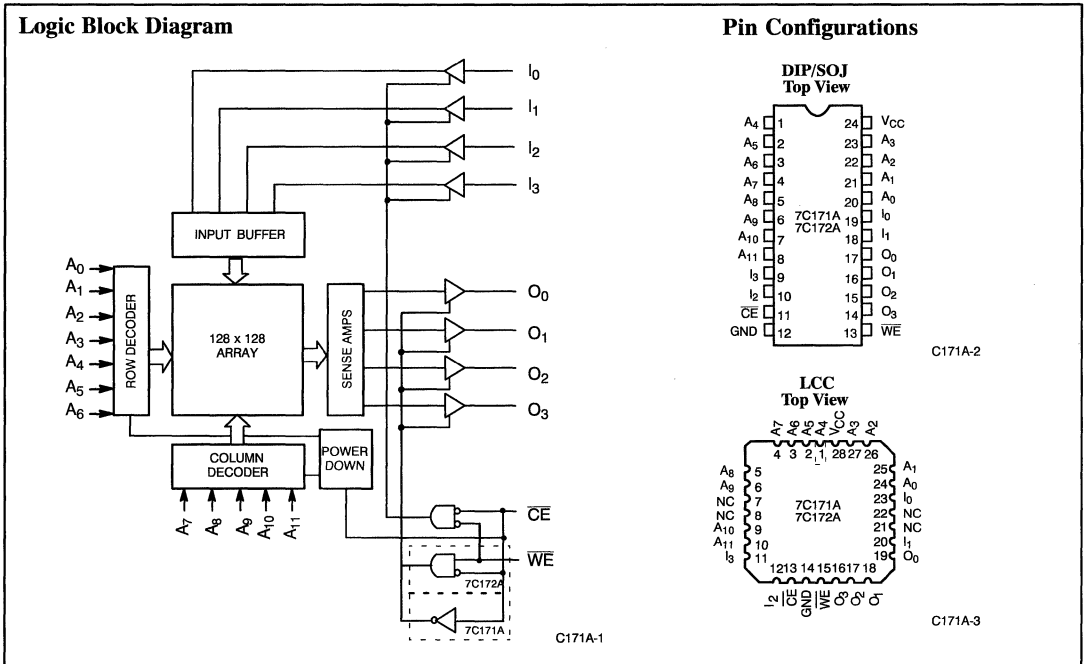 Logic Block Diagram
I0
I1
I2
I3
INPUT BUFFER
A0
A1
A2
A3
A4
A5
A6
ROW DECODER
128 x 128
ARRAY
SENSE AMPS
O0
O1
O2
O3
COLUMN
DECODER
POWER
DOWN
A7
A8
A9
A10
A11
CE
WE
7C172A
7C171A
C171A-1
Pin Configurations
DIP/SOJ
Top View
A4 1 24 VCC
A5 2 23 A3
A6 3 22 A2
A7 4 21 A1
A8 5 20 A0
A9 6 7C171A 19 I0
7C172A
A10 7 18 I1
A11 8 17 O0
I3 9 16 O1
I2 10 15 O2
CE 11 14 O3
GND 12 13 WE
C171A-2
LCC
Top View
A7 A6 A5 A4 VCC A3 A2
4 3 2 1 28 27 26
A8 5 25 A1
A9 6 24 A0
NC 7 7C171A 23 I0
NC 8 7C172A 22 NC
A10 9 21 NC
A11 10 20 I1
I3 11 19 O0
12 13 14 15 16 17 18
I2 CE GND WE O3 O2 O1
C171A-3